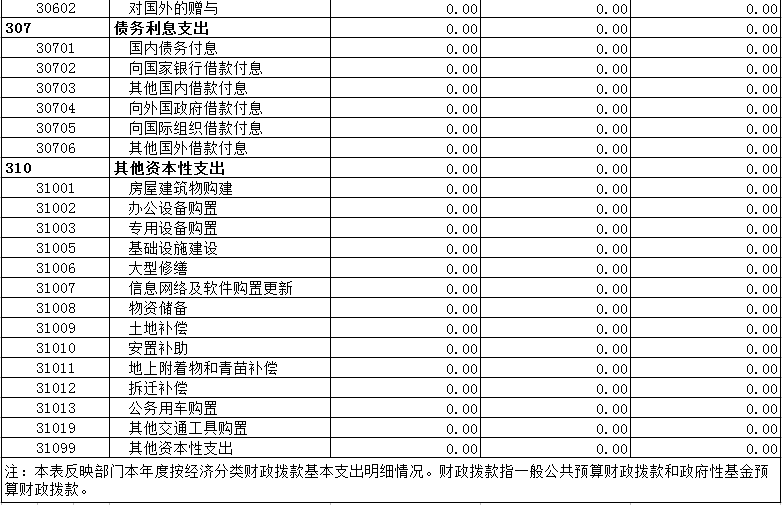 30602 对国外的赠与 0.00 0.00 0.00
307 债务利息支出 0.00 0.00 0.00
30701 国内债务付息 0.00 0.00 0.00
30702 向国家银行借款付息 0.00 0.00 0.00
30703 其他国内借款付息 0.00 0.00 0.00
30704 向外国政府借款付息 0.00 0.00 0.00
30705 向国际组织借款付息 0.00 0.00 0.00
30706 其他国外借款付息 0.00 0.00 0.00
310 其他资本性支出 0.00 0.00 0.00
31001 房屋建筑物购建 0.00 0.00 0.00
31002 办公设备购置 0.00 0.00 0.00
31003 专用设备购置 0.00 0.00 0.00
31005 基础设施建设 0.00 0.00 0.00
31006 大型修缮 0.00 0.00 0.00
31007 信息网络及软件购置更新 0.00 0.00 0.00
31008 物资储备 0.00 0.00 0.00
31009 土地补偿 0.00 0.00 0.00
31010 安置补助 0.00 0.00 0.00
31011 地上附着物和青苗补偿 0.00 0.00 0.00
31012 拆迁补偿 0.00 0.00 0.00
31013 公务用车购置 0.00 0.00 0.00
31019 其他交通工具购置 0.00 0.00 0.00
31099 其他资本性支出 0.00 0.00 0.00
注：本表反映部门本年度按经济分类财政拨款基本支出明细情况。财政拨款指一般公共预算财政拨款和政府性基金预
算财政拨款。